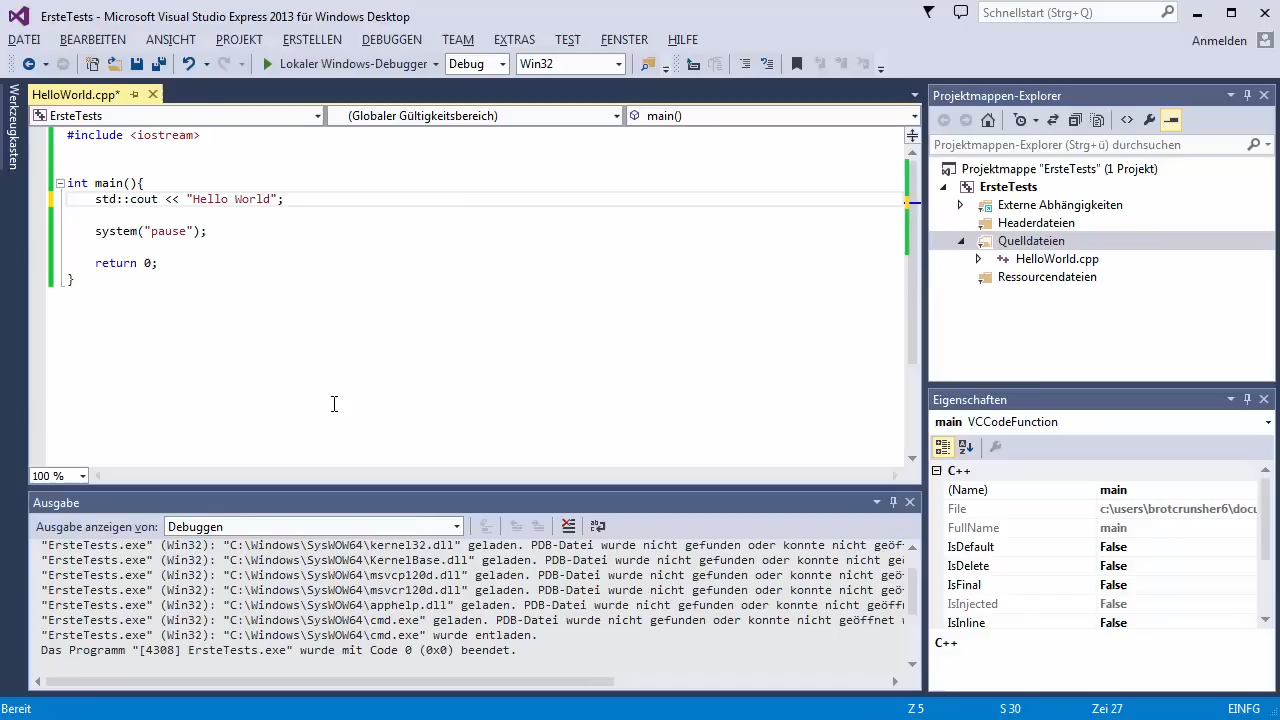 ErsteTests - Microsoft Visual Studio Express 2013 für Windows Desktop
Schnellstart (Strg+Q)
DATEI BEARBEITEN ANSICHT PROJEKT ERSTELLEN DEBUGGEN TEAM EXTRAS TEST FENSTER HILFE
Anmelden
Lokaler Windows-Debugger Debug Win32
Werkzeugkasten
HelloWorld.cpp*
ErsteTests (Globaler Gültigkeitsbereich) main()
#include <iostream>
int main(){
std::cout << "Hello World";
system("pause");
return 0;
}
100 %
Ausgabe
Ausgabe anzeigen von: Debuggen
"ErsteTests.exe" (Win32): "C:\Windows\SysWOW64\kernel32.dll" geladen. PDB-Datei wurde nicht gefunden oder konnte nicht geöff
"ErsteTests.exe" (Win32): "C:\Windows\SysWOW64\KernelBase.dll" geladen. PDB-Datei wurde nicht gefunden oder konnte nicht ge
"ErsteTests.exe" (Win32): "C:\Windows\SysWOW64\msvcp120d.dll" geladen. PDB-Datei wurde nicht gefunden oder konnte nicht geö
"ErsteTests.exe" (Win32): "C:\Windows\SysWOW64\msvcr120d.dll" geladen. PDB-Datei wurde nicht gefunden oder konnte nicht geö
"ErsteTests.exe" (Win32): "C:\Windows\SysWOW64\apphelp.dll" geladen. PDB-Datei wurde nicht gefunden oder konnte nicht geöffn
"ErsteTests.exe" (Win32): "C:\Windows\SysWOW64\cmd.exe" geladen. PDB-Datei wurde nicht gefunden oder konnte nicht geöffnet w
"ErsteTests.exe" (Win32): "C:\Windows\SysWOW64\cmd.exe" wurde entladen.
Das Programm "[4308] ErsteTests.exe" wurde mit Code 0 (0x0) beendet.
Projektmappen-Explorer
Projektmappen-Explorer (Strg+ü) durchsuchen
Projektmappe "ErsteTests" (1 Projekt)
ErsteTests
Externe Abhängigkeiten
Headerdateien
Quelldateien
HelloWorld.cpp
Ressourcendateien
Eigenschaften
main VCCodeFunction
C++
(Name) main
File c:\users\brotcrunsher6\docu
FullName main
IsDefault False
IsDelete False
IsFinal False
IsInjected False
IsInline False
C++
Bereit Z 5 S 30 Zei 27 EINFG